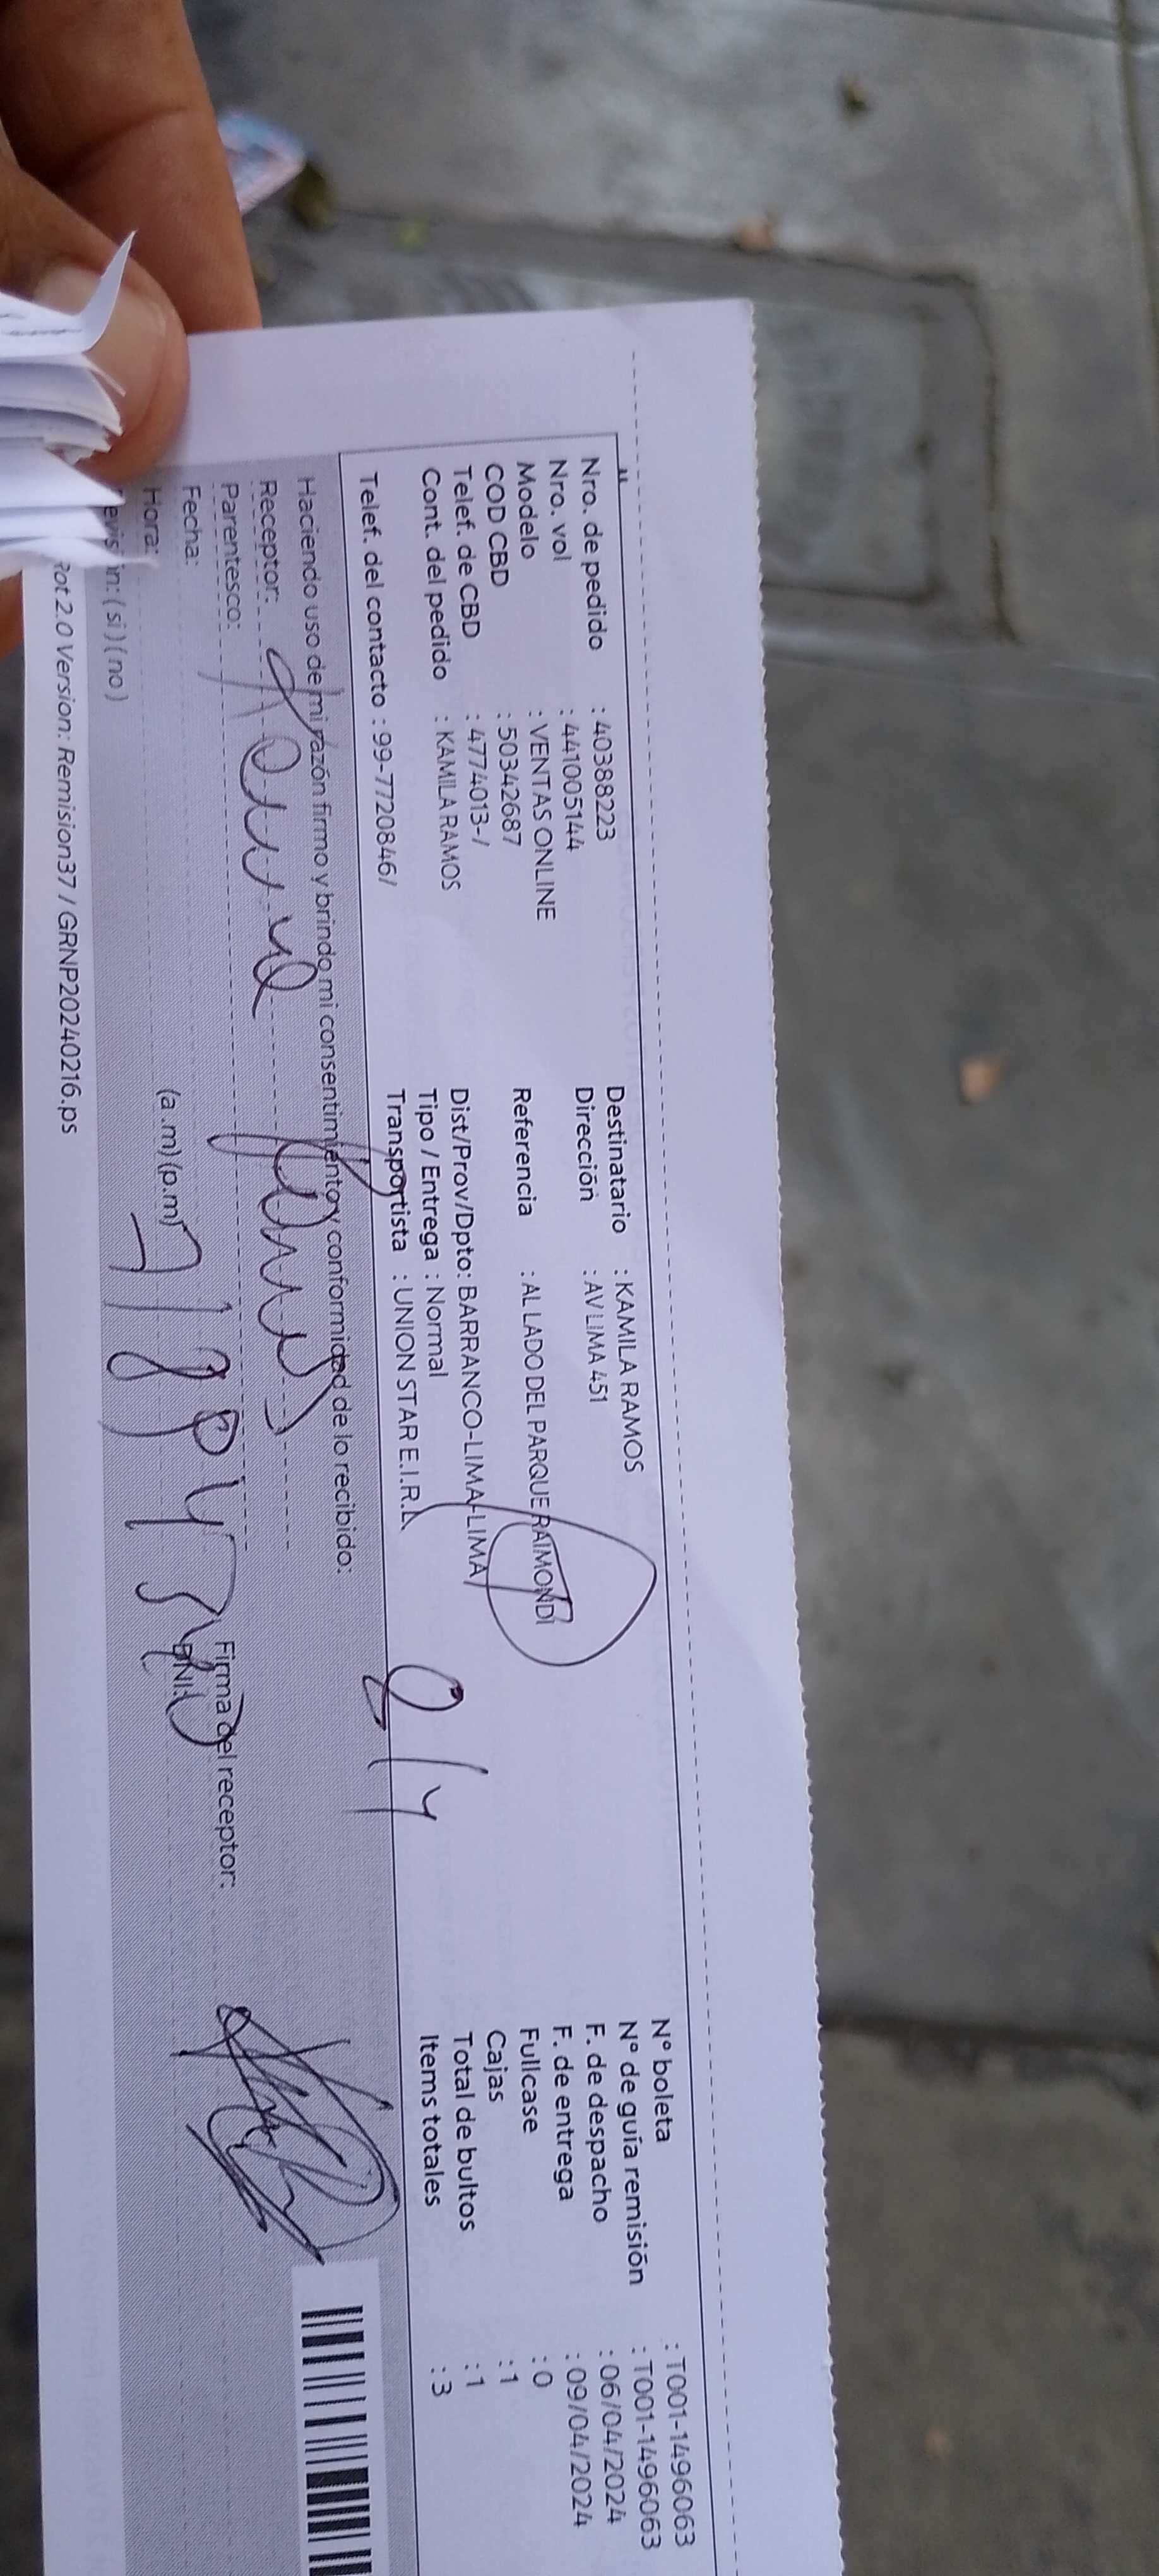 Nro. de pedido : 40388223
Nro. vol : 441005144
Modelo : VENTAS ONLINE
COD CBD : 50342687
Telef. de CBD : 4774013-/
Cont. del pedido : KAMILA RAMOS
Telef. del contacto : 99-7720846/
Destinatario : KAMILA RAMOS
Dirección : AV LIMA 451
Referencia : AL LADO DEL PARQUE RAIMONDI
Dist/Prov/Dpto: BARRANCO-LIMA-LIMA
Tipo / Entrega : Normal
Transportista : UNION STAR E.I.R.L
N° boleta : T001-1496063
N° de guía remisión : T001-1496063
F. de despacho : 06/04/2024
F. de entrega : 09/04/2024
Fullcase : 0
Cajas : 1
Total de bultos : 1
Items totales : 3
9/4
Haciendo uso de mi razón firmo y brindo mi consentimiento y conformidad de lo recibido:
Receptor:
Parentesco:
Fecha:
Hora: (a.m) (p.m)
( si ) ( no )
Firma del receptor:
DNI:
Rot 2.0 Version: Remision37 / GRNP20240216.ps